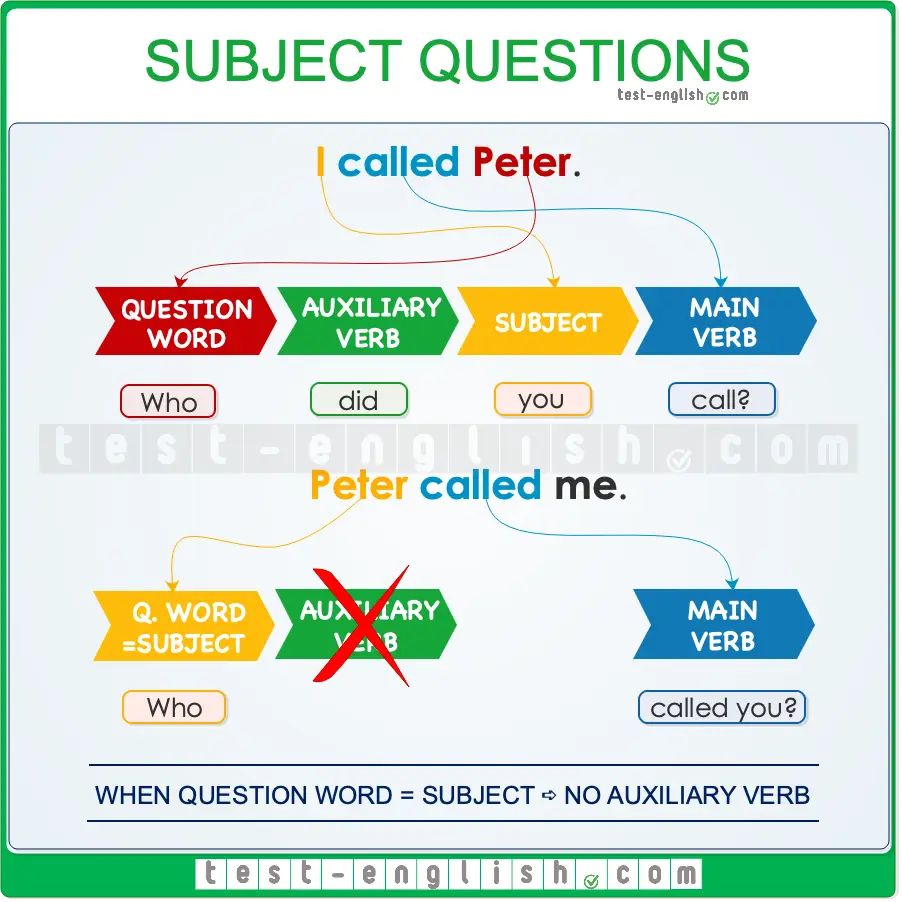 SUBJECT QUESTIONS
test-english com
I called Peter.
QUESTION WORD
AUXILIARY VERB
SUBJECT
MAIN VERB
Who did you call?
test-english com
Peter called me.
Q. WORD =SUBJECT
AUXILIARY VERB
MAIN VERB
Who called you?
WHEN QUESTION WORD = SUBJECT ➪ NO AUXILIARY VERB
test-english com